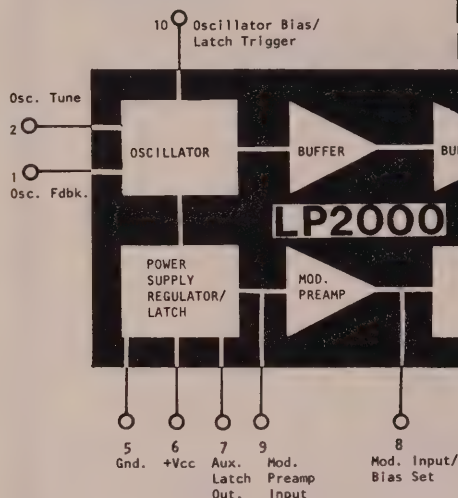 10 Oscillator Bias/
Latch Trigger
Osc. Tune
2
1
Osc. Fdbk.
OSCILLATOR
BUFFER
LP2000
POWER
SUPPLY
REGULATOR/
LATCH
MOD.
PREAMP
5
Gnd.
6
+Vcc
7
Aux.
Latch
Out.
9
Mod.
Preamp
Input
8
Mod. Input/
Bias Set